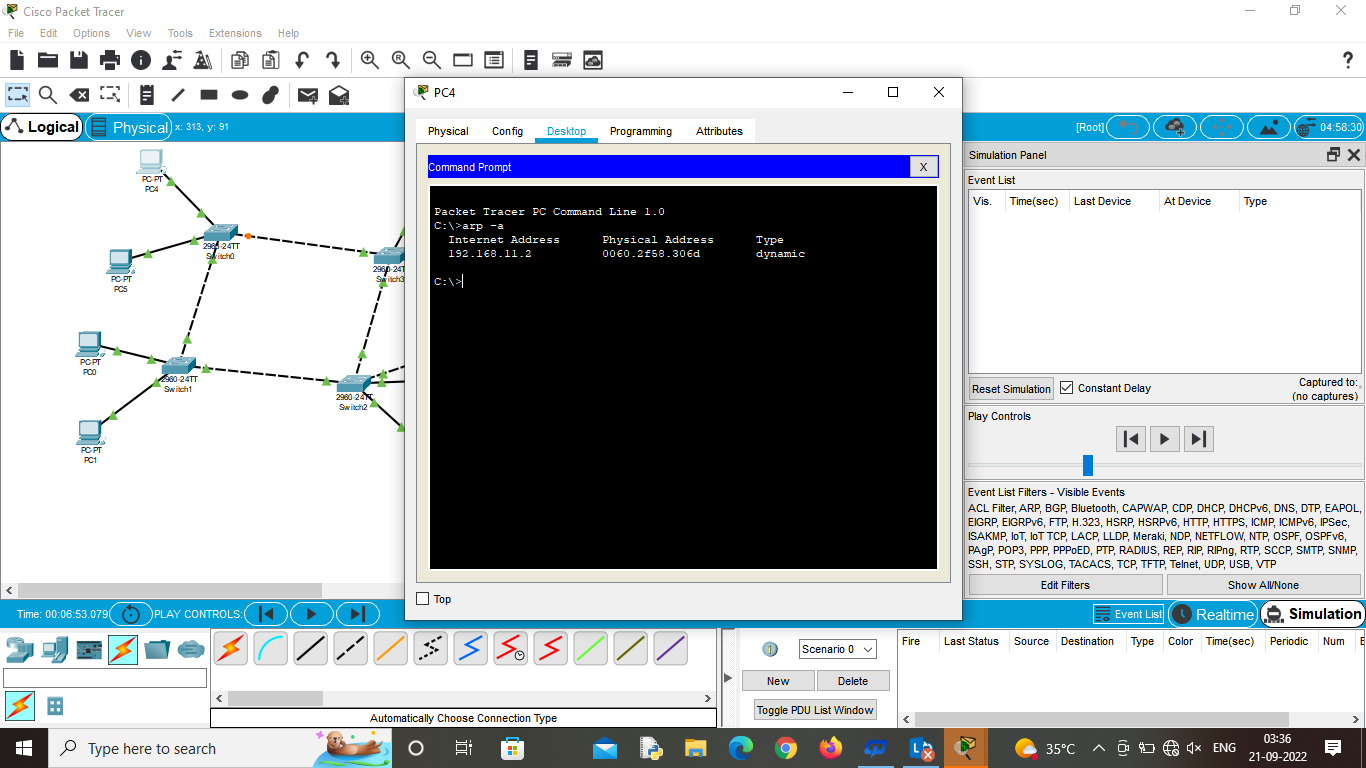 Cisco Packet Tracer
File Edit Options View Tools Extensions Help
?
Logical
Physical x: 313, y: 91
[Root]
04:58:30
PC-PT
PC4
2960-24TT
Switch0
PC-PT
PC5
2960-24TT
Switch3
PC-PT
PC0
2960-24TT
Switch1
2960-24TT
Switch2
PC-PT
PC1
PC4
Physical Config Desktop Programming Attributes
Command Prompt
X
Packet Tracer PC Command Line 1.0
C:\>arp -a
Internet Address Physical Address Type
192.168.11.2 0060.2f58.306d dynamic
C:\>
Top
Simulation Panel
Event List
Vis. Time(sec) Last Device At Device Type
Reset Simulation Constant Delay
Captured to:
(no captures)
Play Controls
Event List Filters - Visible Events
ACL Filter, ARP, BGP, Bluetooth, CAPWAP, CDP, DHCP, DHCPv6, DNS, DTP, EAPOL,
EIGRP, EIGRPv6, FTP, H.323, HSRP, HSRPv6, HTTP, HTTPS, ICMP, ICMPv6, IPSec,
ISAKMP, IoT, IoT TCP, LACP, LLDP, Meraki, NDP, NETFLOW, NTP, OSPF, OSPFv6,
PAgP, POP3, PPP, PPPoED, PTP, RADIUS, REP, RIP, RIPng, RTP, SCCP, SMTP, SNMP,
SSH, STP, SYSLOG, TACACS, TCP, TFTP, Telnet, UDP, USB, VTP
Edit Filters Show All/None
Time: 00:06:53.079 PLAY CONTROLS:
Event List Realtime Simulation
Scenario 0
New Delete
Toggle PDU List Window
Fire Last Status Source Destination Type Color Time(sec) Periodic Num E
Automatically Choose Connection Type
Type here to search
35°C
ENG
03:36
21-09-2022